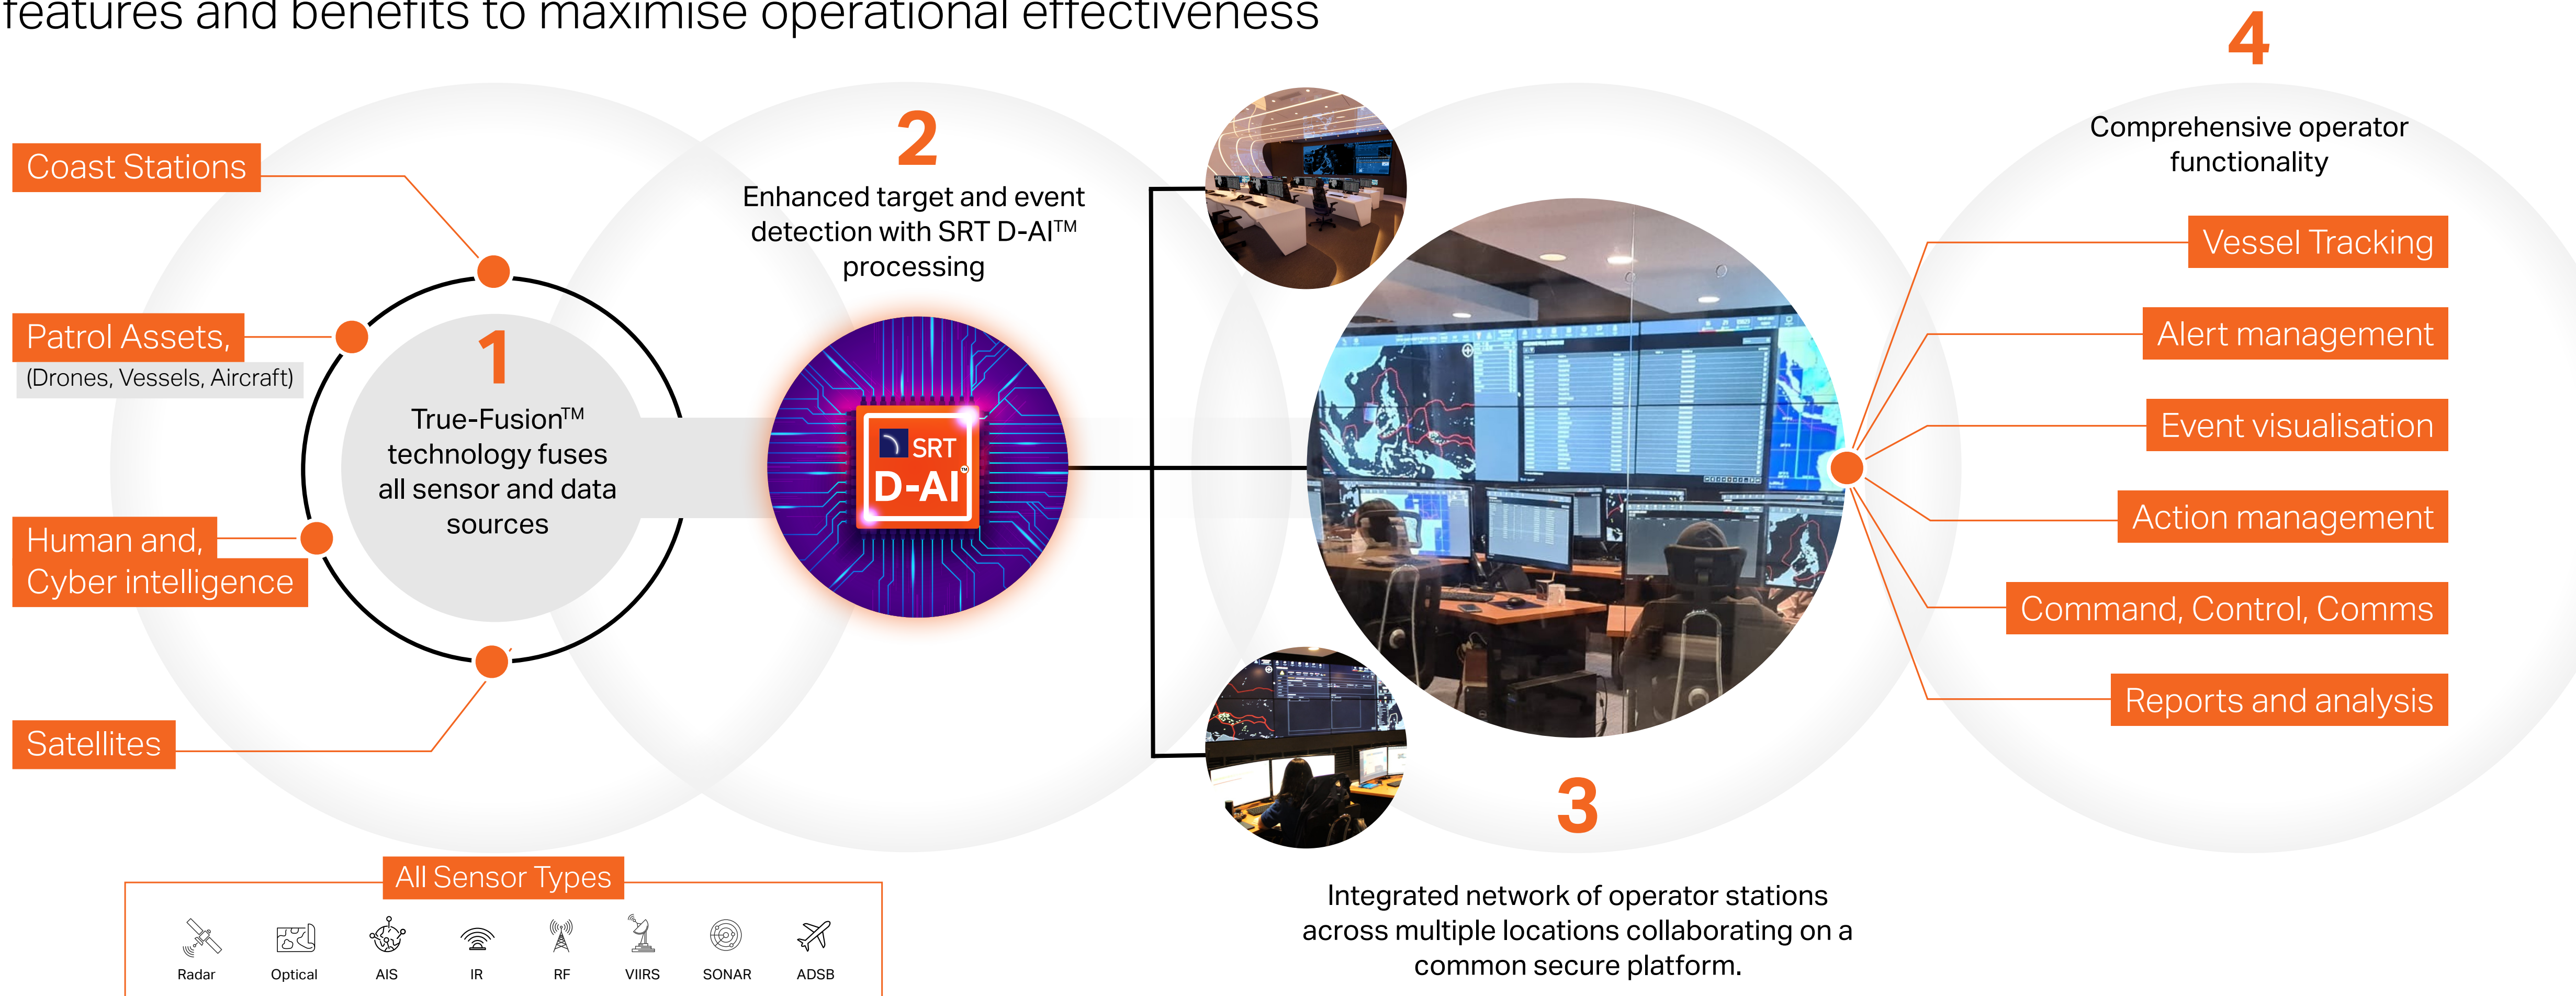 features and benefits to maximise operational effectiveness
Coast Stations
Patrol Assets,
(Drones, Vessels, Aircraft)
Human and,
Cyber intelligence
Satellites
1
True-Fusion™
technology fuses
all sensor and data
sources
2
Enhanced target and event
detection with SRT D-AI™
processing
SRT
D-AI™
3
Integrated network of operator stations
across multiple locations collaborating on a
common secure platform.
4
Comprehensive operator
functionality
Vessel Tracking
Alert management
Event visualisation
Action management
Command, Control, Comms
Reports and analysis
All Sensor Types
Radar
Optical
AIS
IR
RF
VIIRS
SONAR
ADSB